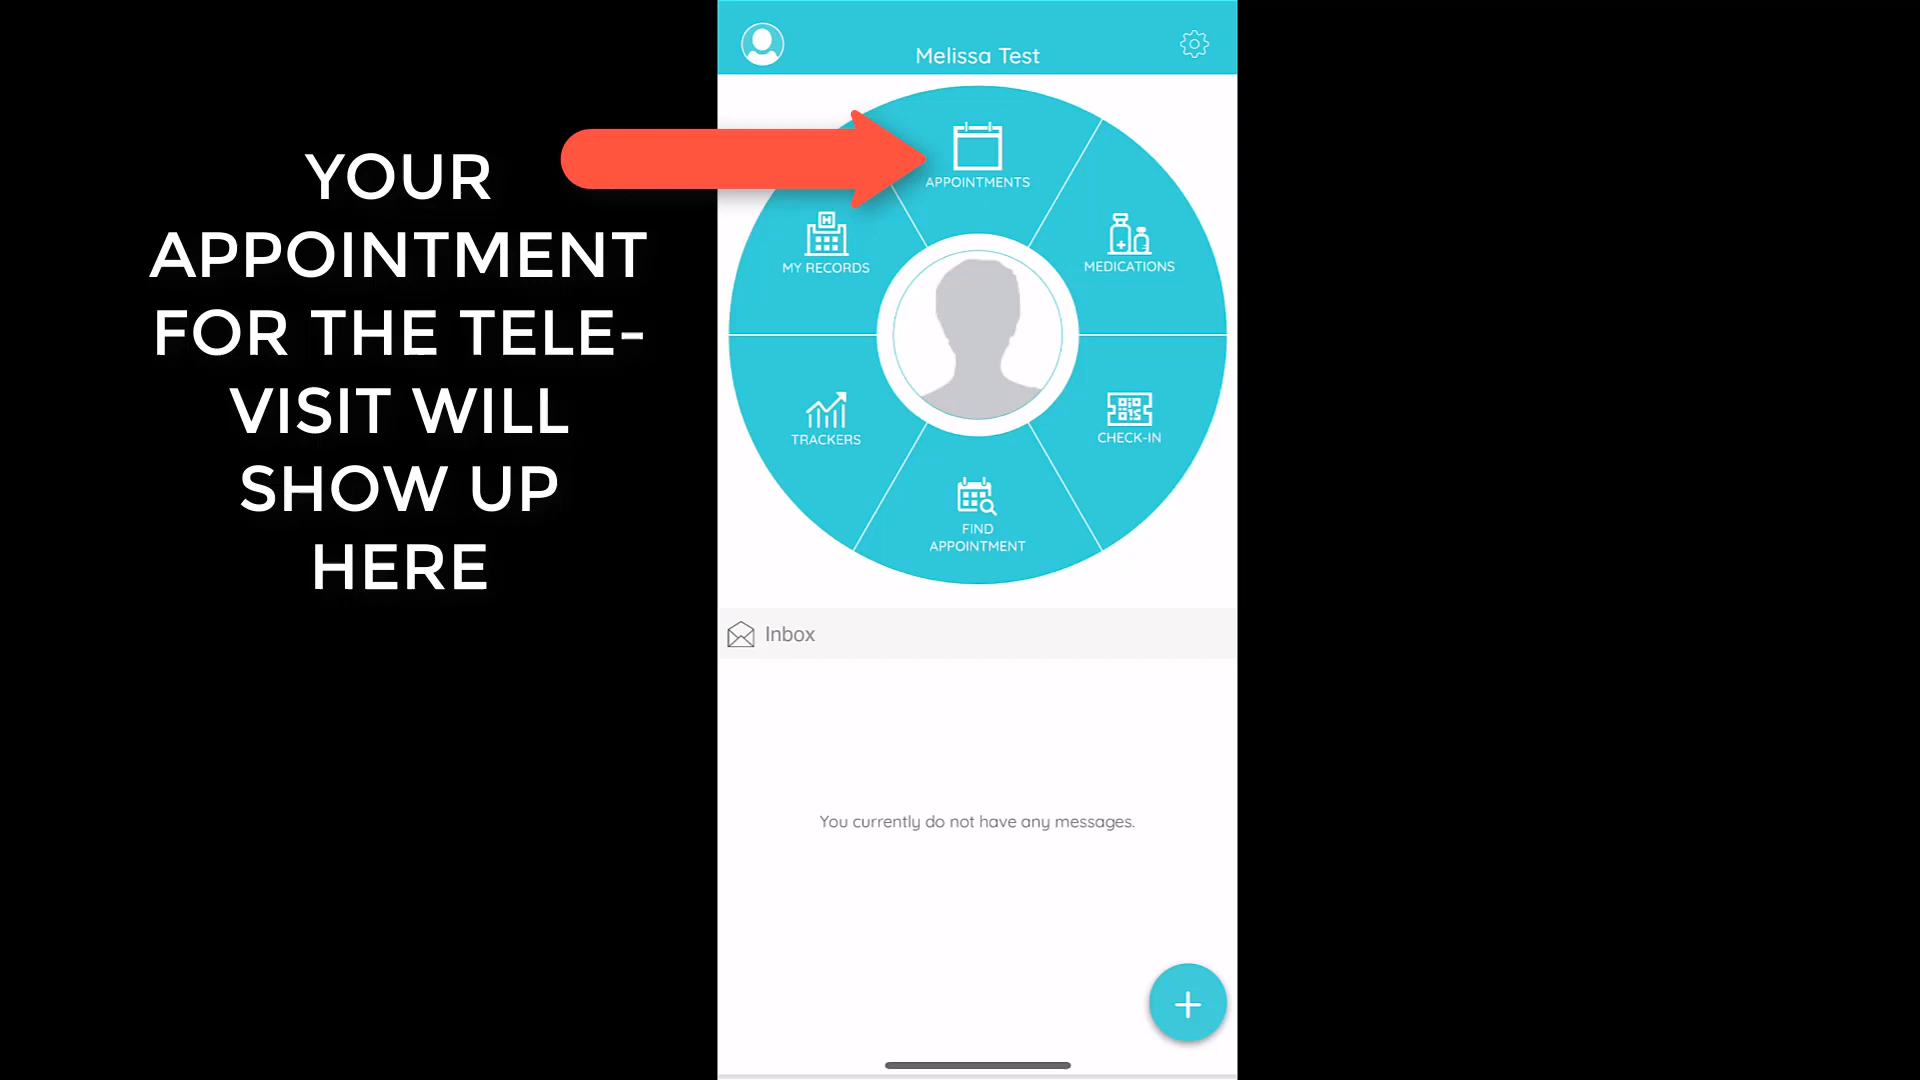 YOUR
APPOINTMENT
FOR THE TELE-
VISIT WILL
SHOW UP
HERE
Melissa Test
APPOINTMENTS
MY RECORDS
MEDICATIONS
TRACKERS
CHECK-IN
FIND
APPOINTMENT
Inbox
You currently do not have any messages.